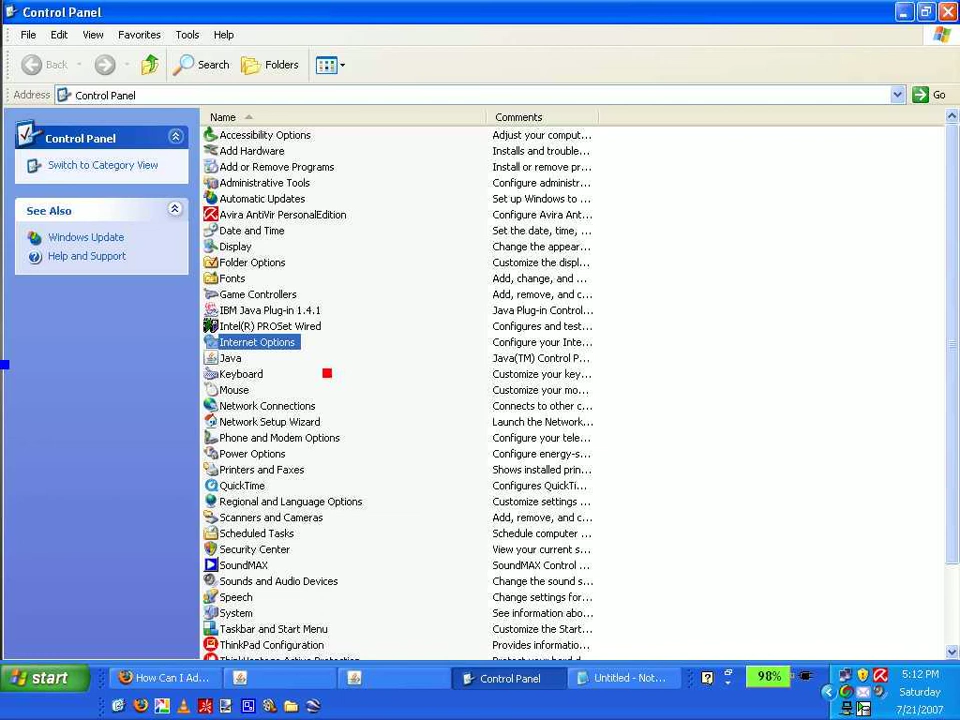 Control Panel
File Edit View Favorites Tools Help
Back Search Folders
Address Control Panel Go
Control Panel
Switch to Category View
See Also
Windows Update
Help and Support
Name Comments
Accessibility Options Adjust your comput...
Add Hardware Installs and trouble...
Add or Remove Programs Install or remove pr...
Administrative Tools Configure administr...
Automatic Updates Set up Windows to ...
Avira AntiVir PersonalEdition Configure Avira Ant...
Date and Time Set the date, time, ...
Display Change the appear...
Folder Options Customize the displ...
Fonts Add, change, and ...
Game Controllers Add, remove, and c...
IBM Java Plug-in 1.4.1 Java Plug-in Control...
Intel(R) PROSet Wired Configures and test...
Internet Options Configure your Inte...
Java Java(TM) Control P...
Keyboard Customize your key...
Mouse Customize your mo...
Network Connections Connects to other c...
Network Setup Wizard Launch the Network...
Phone and Modem Options Configure your tele...
Power Options Configure energy-s...
Printers and Faxes Shows installed prin...
QuickTime Configures QuickTi...
Regional and Language Options Customize settings ...
Scanners and Cameras Add, remove, and c...
Scheduled Tasks Schedule computer ...
Security Center View your current s...
SoundMAX SoundMAX Control ...
Sounds and Audio Devices Change the sound s...
Speech Change settings for...
System See information abo...
Taskbar and Start Menu Customize the Start...
ThinkPad Configuration Provides informatio...
start How Can I Ad... Control Panel Untitled - Not... 98% 5:12 PM
Saturday
7/21/2007